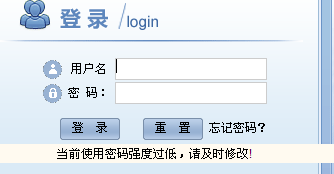 登录 / login
用户名
密 码：
登 录 重 置 忘记密码？
当前使用密码强度过低，请及时修改!